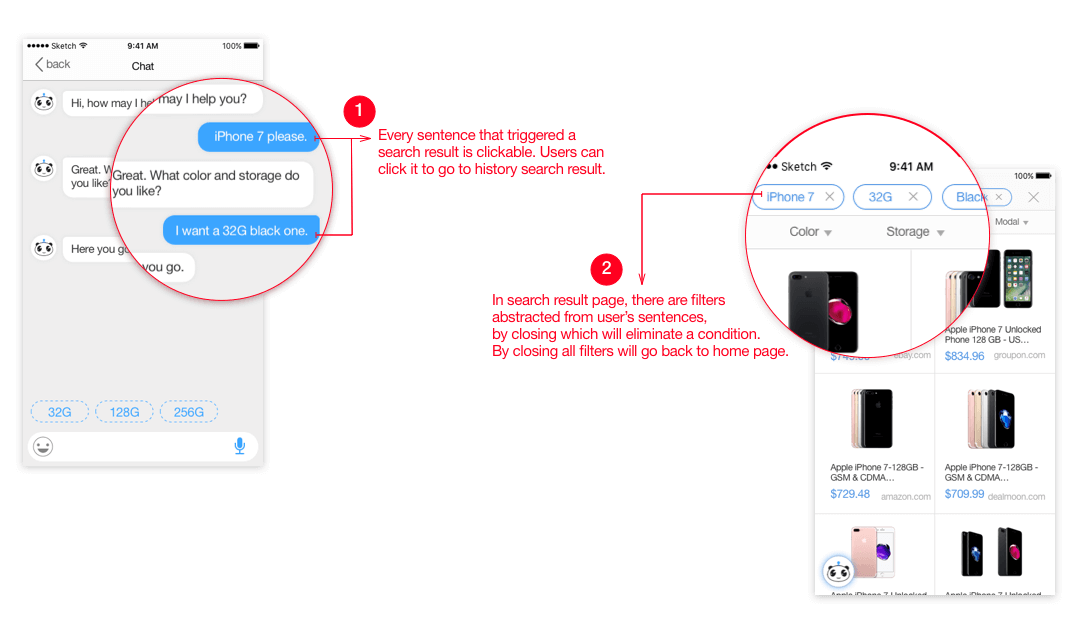 Sketch
9:41 AM
100%
back
Chat
Hi, how may I he
may I help you?
iPhone 7 please.
Great. W
you like?
Great. What color and storage do
you like?
I want a 32G black one.
Here you go.
you go.
32G
128G
256G
1
Every sentence that triggered a
search result is clickable. Users can
click it to go to history search result.
2
In search result page, there are filters
abstracted from user's sentences,
by closing which will eliminate a condition.
By closing all filters will go back to home page.
Sketch
9:41 AM
100%
iPhone 7
32G
Black
Color
Storage
Modal
Apple iPhone 7 Unlocked
Phone 128 GB - US...
ebay.com
$834.96
groupon.com
Apple iPhone 7-128GB -
GSM & CDMA...
$729.48
amazon.com
Apple iPhone 7-128GB -
GSM & CDMA...
$709.99
dealmoon.com
Apple iPhone 7 Unlocked
Apple iPhone 7 Unlocked